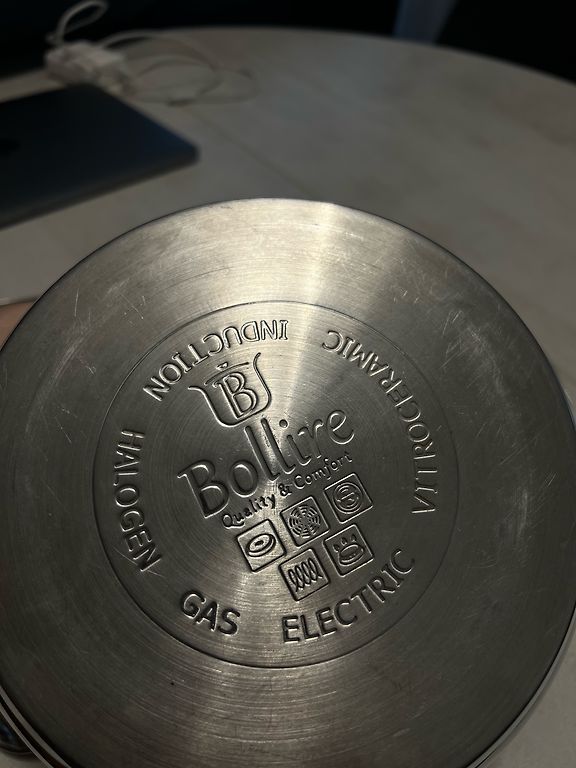 B
Bollire
Quality & Comfort
INDUCTION
VITROCERAMIC
ELECTRIC
GAS
HALOGEN